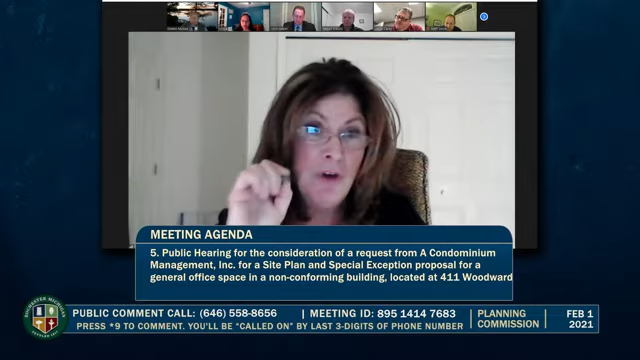 MEETING AGENDA
5. Public Hearing for the consideration of a request from A Condominium
Management, Inc. for a Site Plan and Special Exception proposal for a
general office space in a non-conforming building, located at 411 Woodward
PUBLIC COMMENT CALL: (646) 558-8656 | MEETING ID: 895 1414 7683
PRESS *9 TO COMMENT. YOU'LL BE "CALLED ON" BY LAST 3-DIGITS OF PHONE NUMBER
PLANNING
COMMISSION
FEB 1
2021